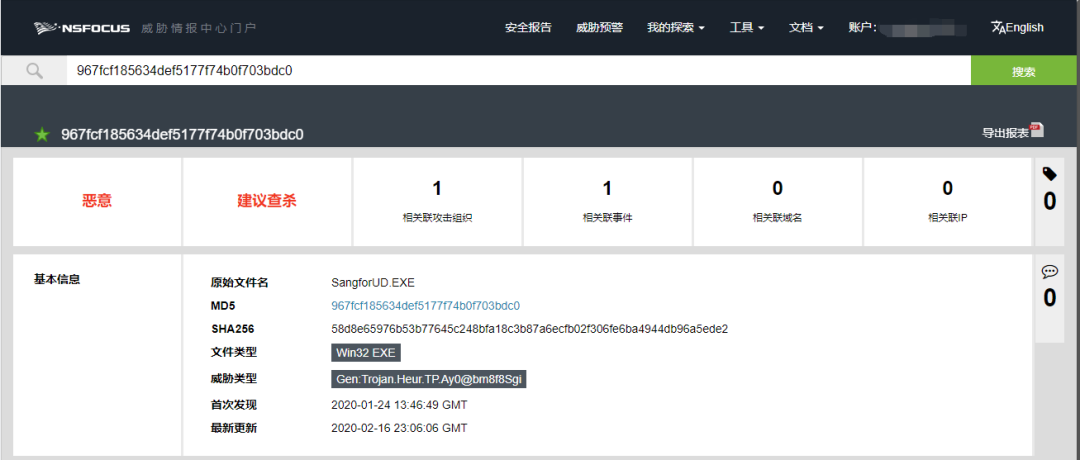 NSFOCUS 威胁情报中心门户 安全报告 威胁预警 我的探索 工具 文档 账户: English
967fcf185634def5177f74b0f703bdc0 搜索
967fcf185634def5177f74b0f703bdc0 导出报表
恶意 建议查杀 1 1 0 0 0
相关联攻击组织 相关联事件 相关联域名 相关联IP
基本信息 0
原始文件名 SangforUD.EXE
MD5 967fcf185634def5177f74b0f703bdc0
SHA256 58d8e65976b53b77645c248bfa18c3b87a6ecfb02f306fe6ba4944db96a5ede2
文件类型 Win32 EXE
威胁类型 Gen:Trojan.Heur.TP.Ay0@bm8f8Sgi
首次发现 2020-01-24 13:46:49 GMT
最新更新 2020-02-16 23:06:06 GMT